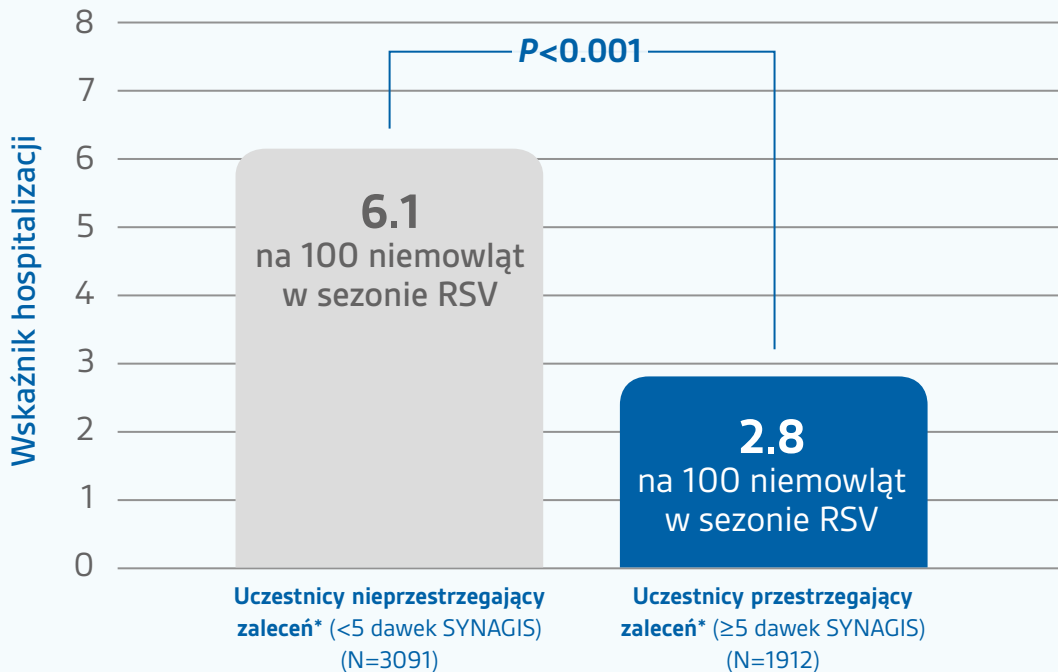 Wskaźnik hospitalizacji
8
7
6
5
4
3
2
1
0
P<0.001
6.1
na 100 niemowląt
w sezonie RSV
2.8
na 100 niemowląt
w sezonie RSV
Uczestnicy nieprzestrzegający
zaleceń* (<5 dawek SYNAGIS)
(N=3091)
Uczestnicy przestrzegający
zaleceń* (≥5 dawek SYNAGIS)
(N=1912)